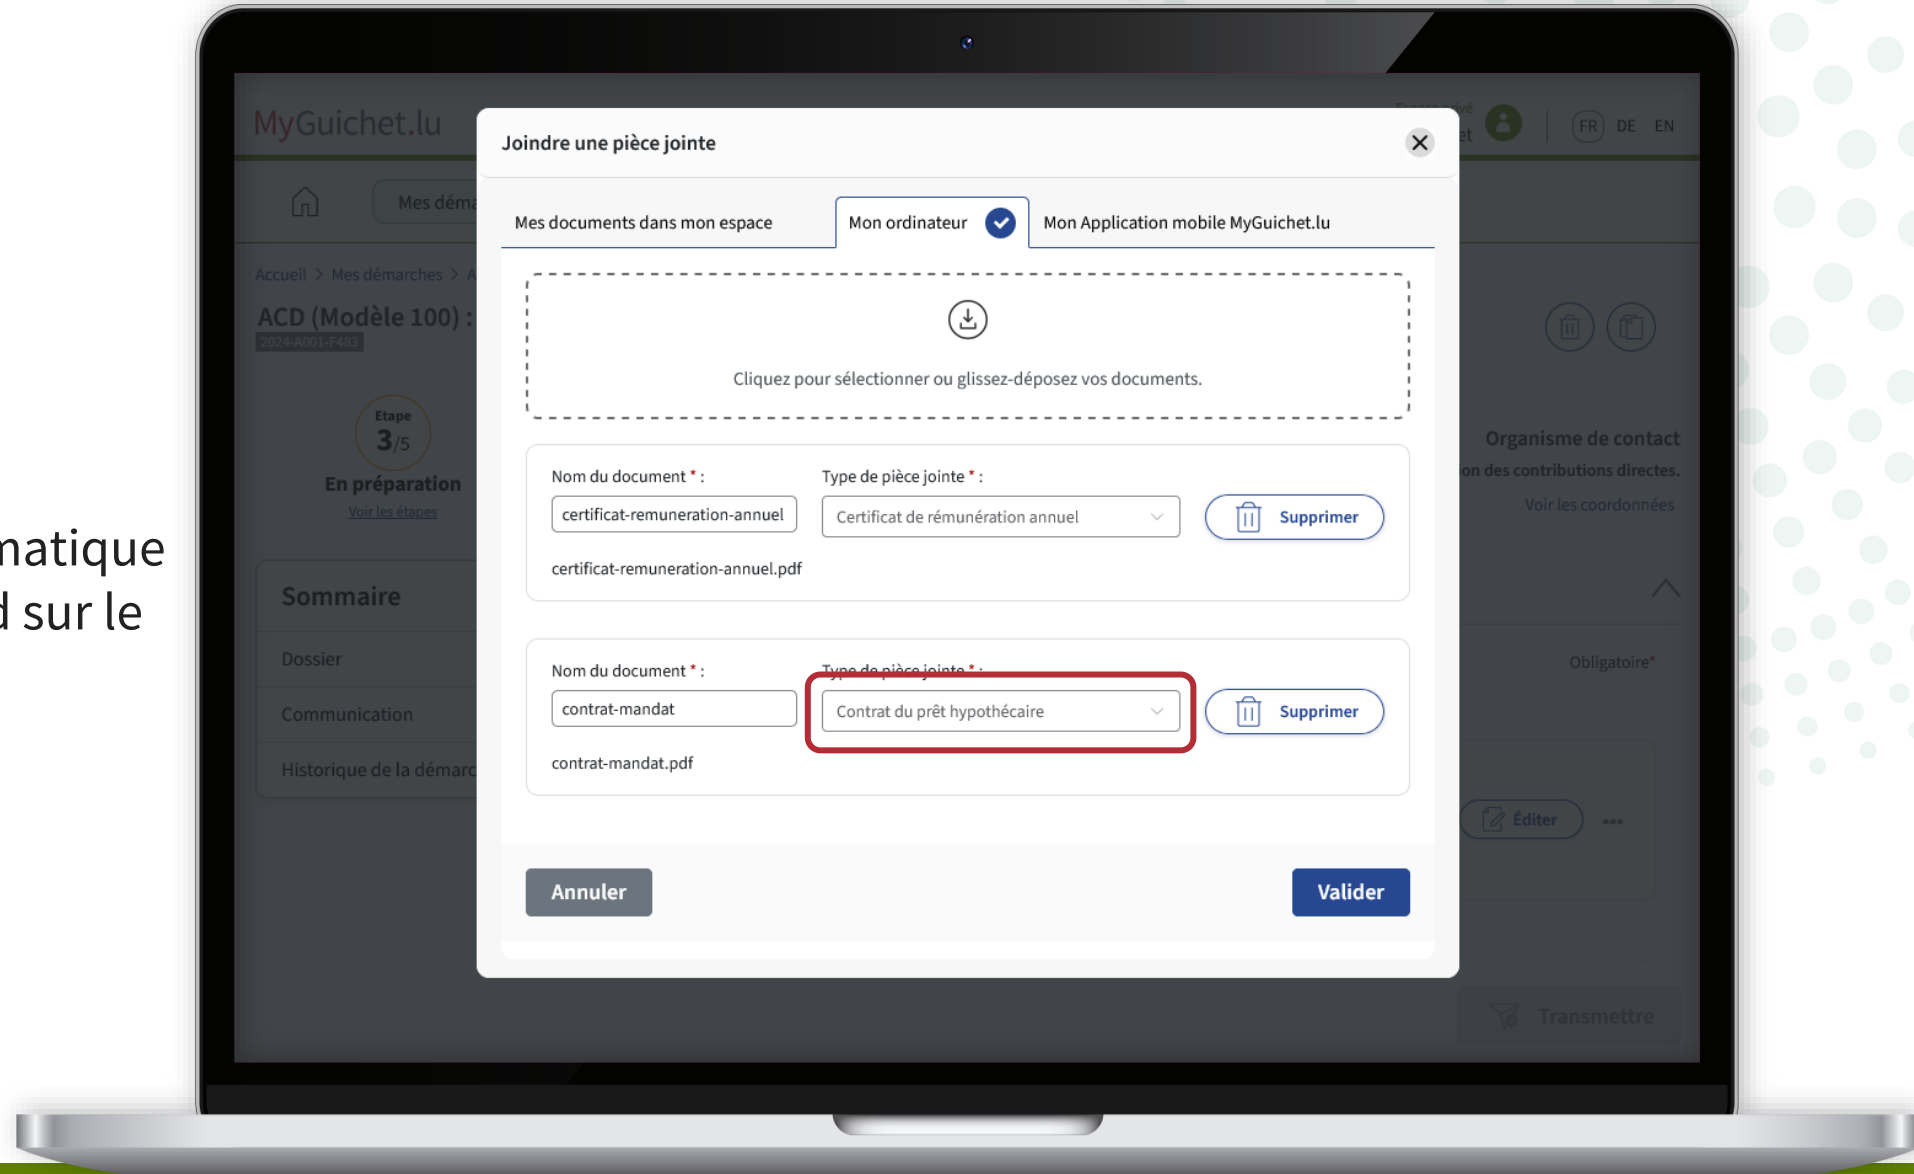 matique
sur le
MyGuichet.lu
FR DE EN
Joindre une pièce jointe
Mes documents dans mon espace
Mon ordinateur
Mon Application mobile MyGuichet.lu
Accueil > Mes démarches > A
ACD (Modèle 100) :
2024-A001-F483
Etape
3/5
En préparation
Voir les étapes
Sommaire
Dossier
Communication
Historique de la démarc
Cliquez pour sélectionner ou glissez-déposez vos documents.
Nom du document * :
Type de pièce jointe * :
certificat-remuneration-annuel
Certificat de rémunération annuel
Supprimer
certificat-remuneration-annuel.pdf
Nom du document * :
Type de pièce jointe * :
contrat-mandat
Contrat du prêt hypothécaire
Supprimer
contrat-mandat.pdf
Annuler
Valider
Organisme de contact
ion des contributions directes.
Voir les coordonnées
Obligatoire*
Éditer
Transmettre